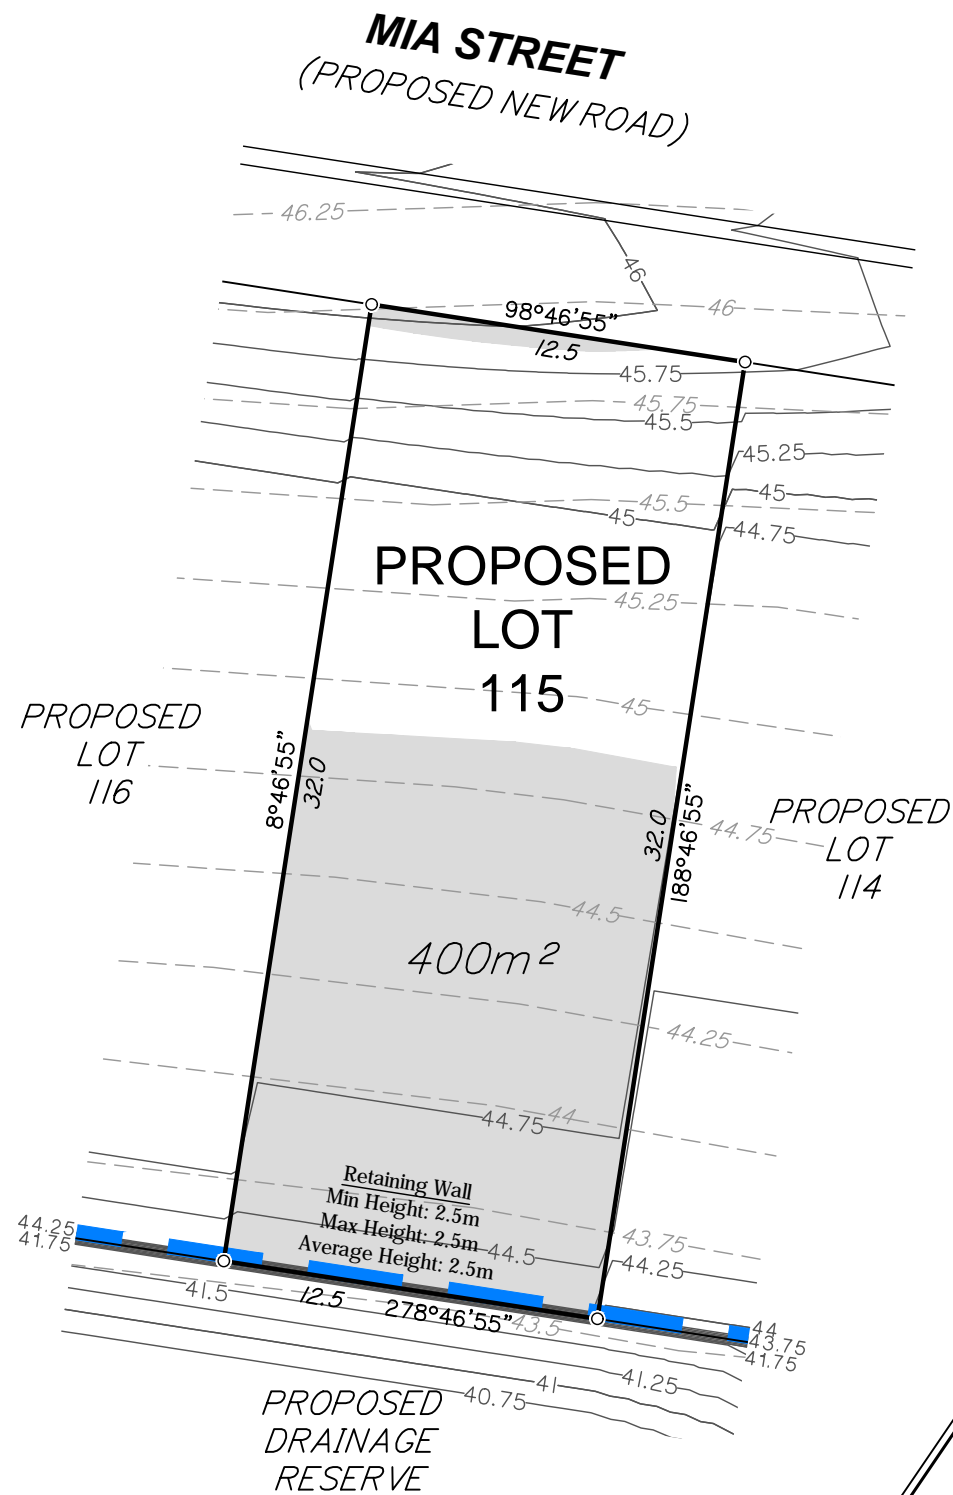 MIA STREET
(PROPOSED NEW ROAD)
46.25
46
46
98°46'55"
12.5
45.75
45.75
45.5
45.25
45.5
45
45
44.75
PROPOSED
LOT
115
45.25
45
PROPOSED
LOT
116
8°46'55"
32.0
32.0
188°46'55"
PROPOSED
LOT
114
44.75
44.5
400m²
44.25
44
44.75
Retaining Wall
Min Height: 2.5m
Max Height: 2.5m
Average Height: 2.5m
44.5
43.75
44.25
44.25
41.75
41.5
12.5
278°46'55"
43.5
44
43.75
41.75
41.25
41
40.75
PROPOSED
DRAINAGE
RESERVE